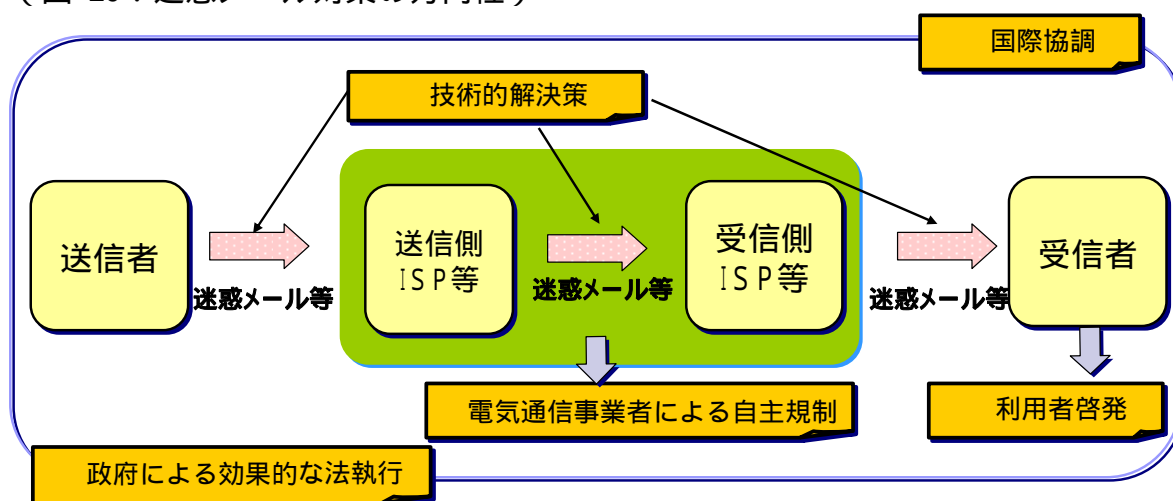 国際協調
技術的解決策
送信者
迷惑メール等
送信側
ISP等
迷惑メール等
受信側
ISP等
迷惑メール等
受信者
電気通信事業者による自主規制
利用者啓発
政府による効果的な法執行